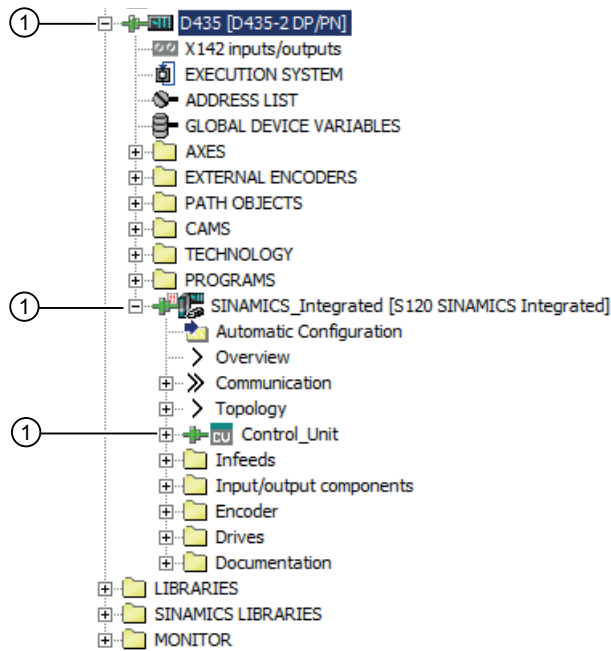 1 D435 [D435-2 DP/PN]
X142 inputs/outputs
EXECUTION SYSTEM
ADDRESS LIST
GLOBAL DEVICE VARIABLES
AXES
EXTERNAL ENCODERS
PATH OBJECTS
CAMS
TECHNOLOGY
PROGRAMS
1 SINAMICS_Integrated [S120 SINAMICS Integrated]
Automatic Configuration
Overview
Communication
Topology
1 CU Control_Unit
Infeeds
Input/output components
Encoder
Drives
Documentation
LIBRARIES
SINAMICS LIBRARIES
MONITOR